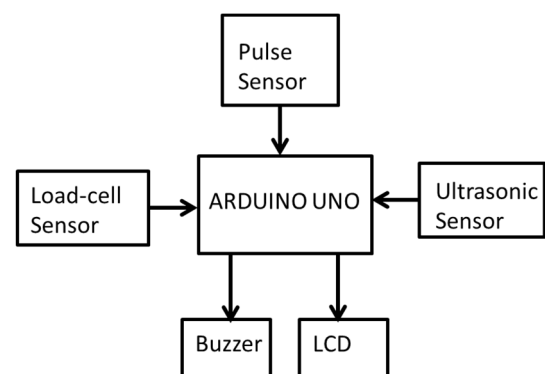 Pulse
Sensor
Load-cell
Sensor
ARDUINO UNO
Ultrasonic
Sensor
Buzzer
LCD